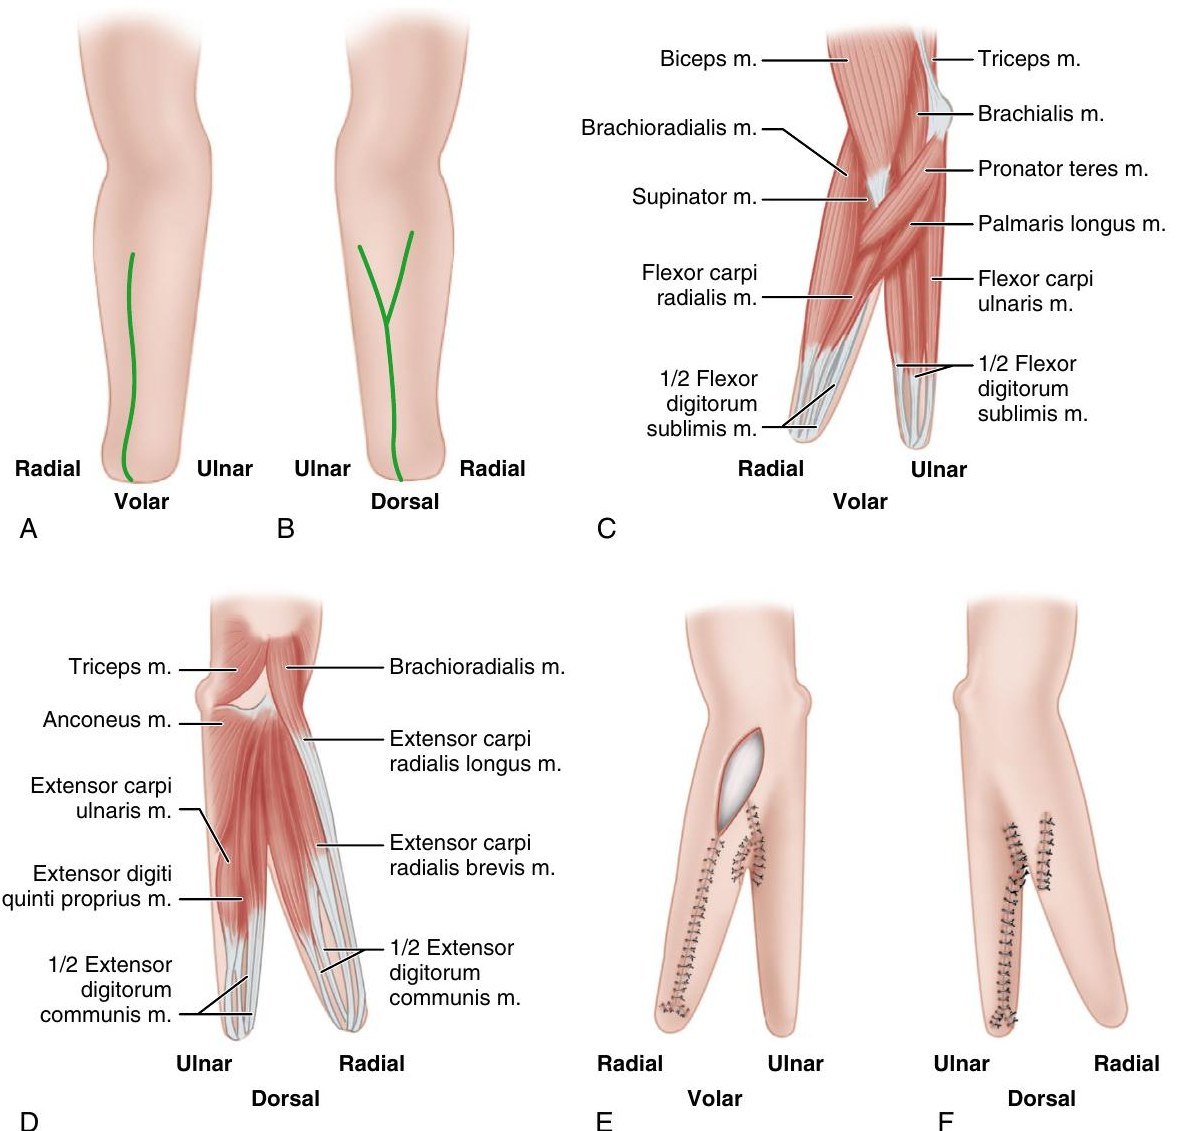 Radial
Ulnar
Volar
A
Ulnar
Radial
Dorsal
B
Biceps m.
Brachioradialis m.
Supinator m.
Flexor carpi
radialis m.
1/2 Flexor
digitorum
sublimis m.
Triceps m.
Brachialis m.
Pronator teres m.
Palmaris longus m.
Flexor carpi
ulnaris m.
1/2 Flexor
digitorum
sublimis m.
Radial
Ulnar
Volar
C
Triceps m.
Anconeus m.
Extensor carpi
ulnaris m.
Extensor digiti
quinti proprius m.
1/2 Extensor
digitorum
communis m.
Brachioradialis m.
Extensor carpi
radialis longus m.
Extensor carpi
radialis brevis m.
1/2 Extensor
digitorum
communis m.
Ulnar
Radial
Dorsal
D
Radial
Ulnar
Volar
E
Ulnar
Radial
Dorsal
F